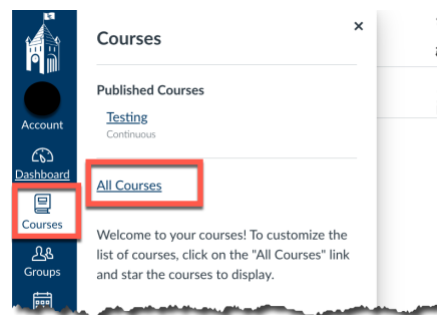 Account
Dashboard
Courses
Groups
Courses
×
Published Courses
Testing
Continuous
All Courses
Welcome to your courses! To customize the
list of courses, click on the "All Courses" link
and star the courses to display.